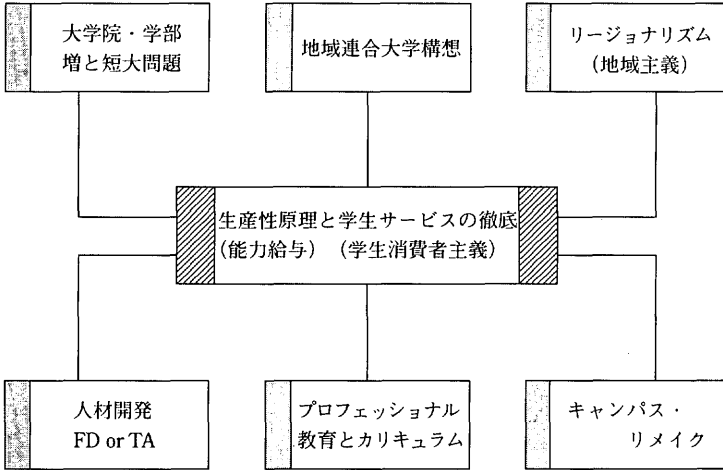 大学院・学部
増と短大問題
地域連合大学構想
リージョナリズム
(地域主義)
生産性原理と学生サービスの徹底
(能力給与) (学生消費者主義)
人材開発
FD or TA
プロフェッショナル
教育とカリキュラム
キャンパス・
リメイク